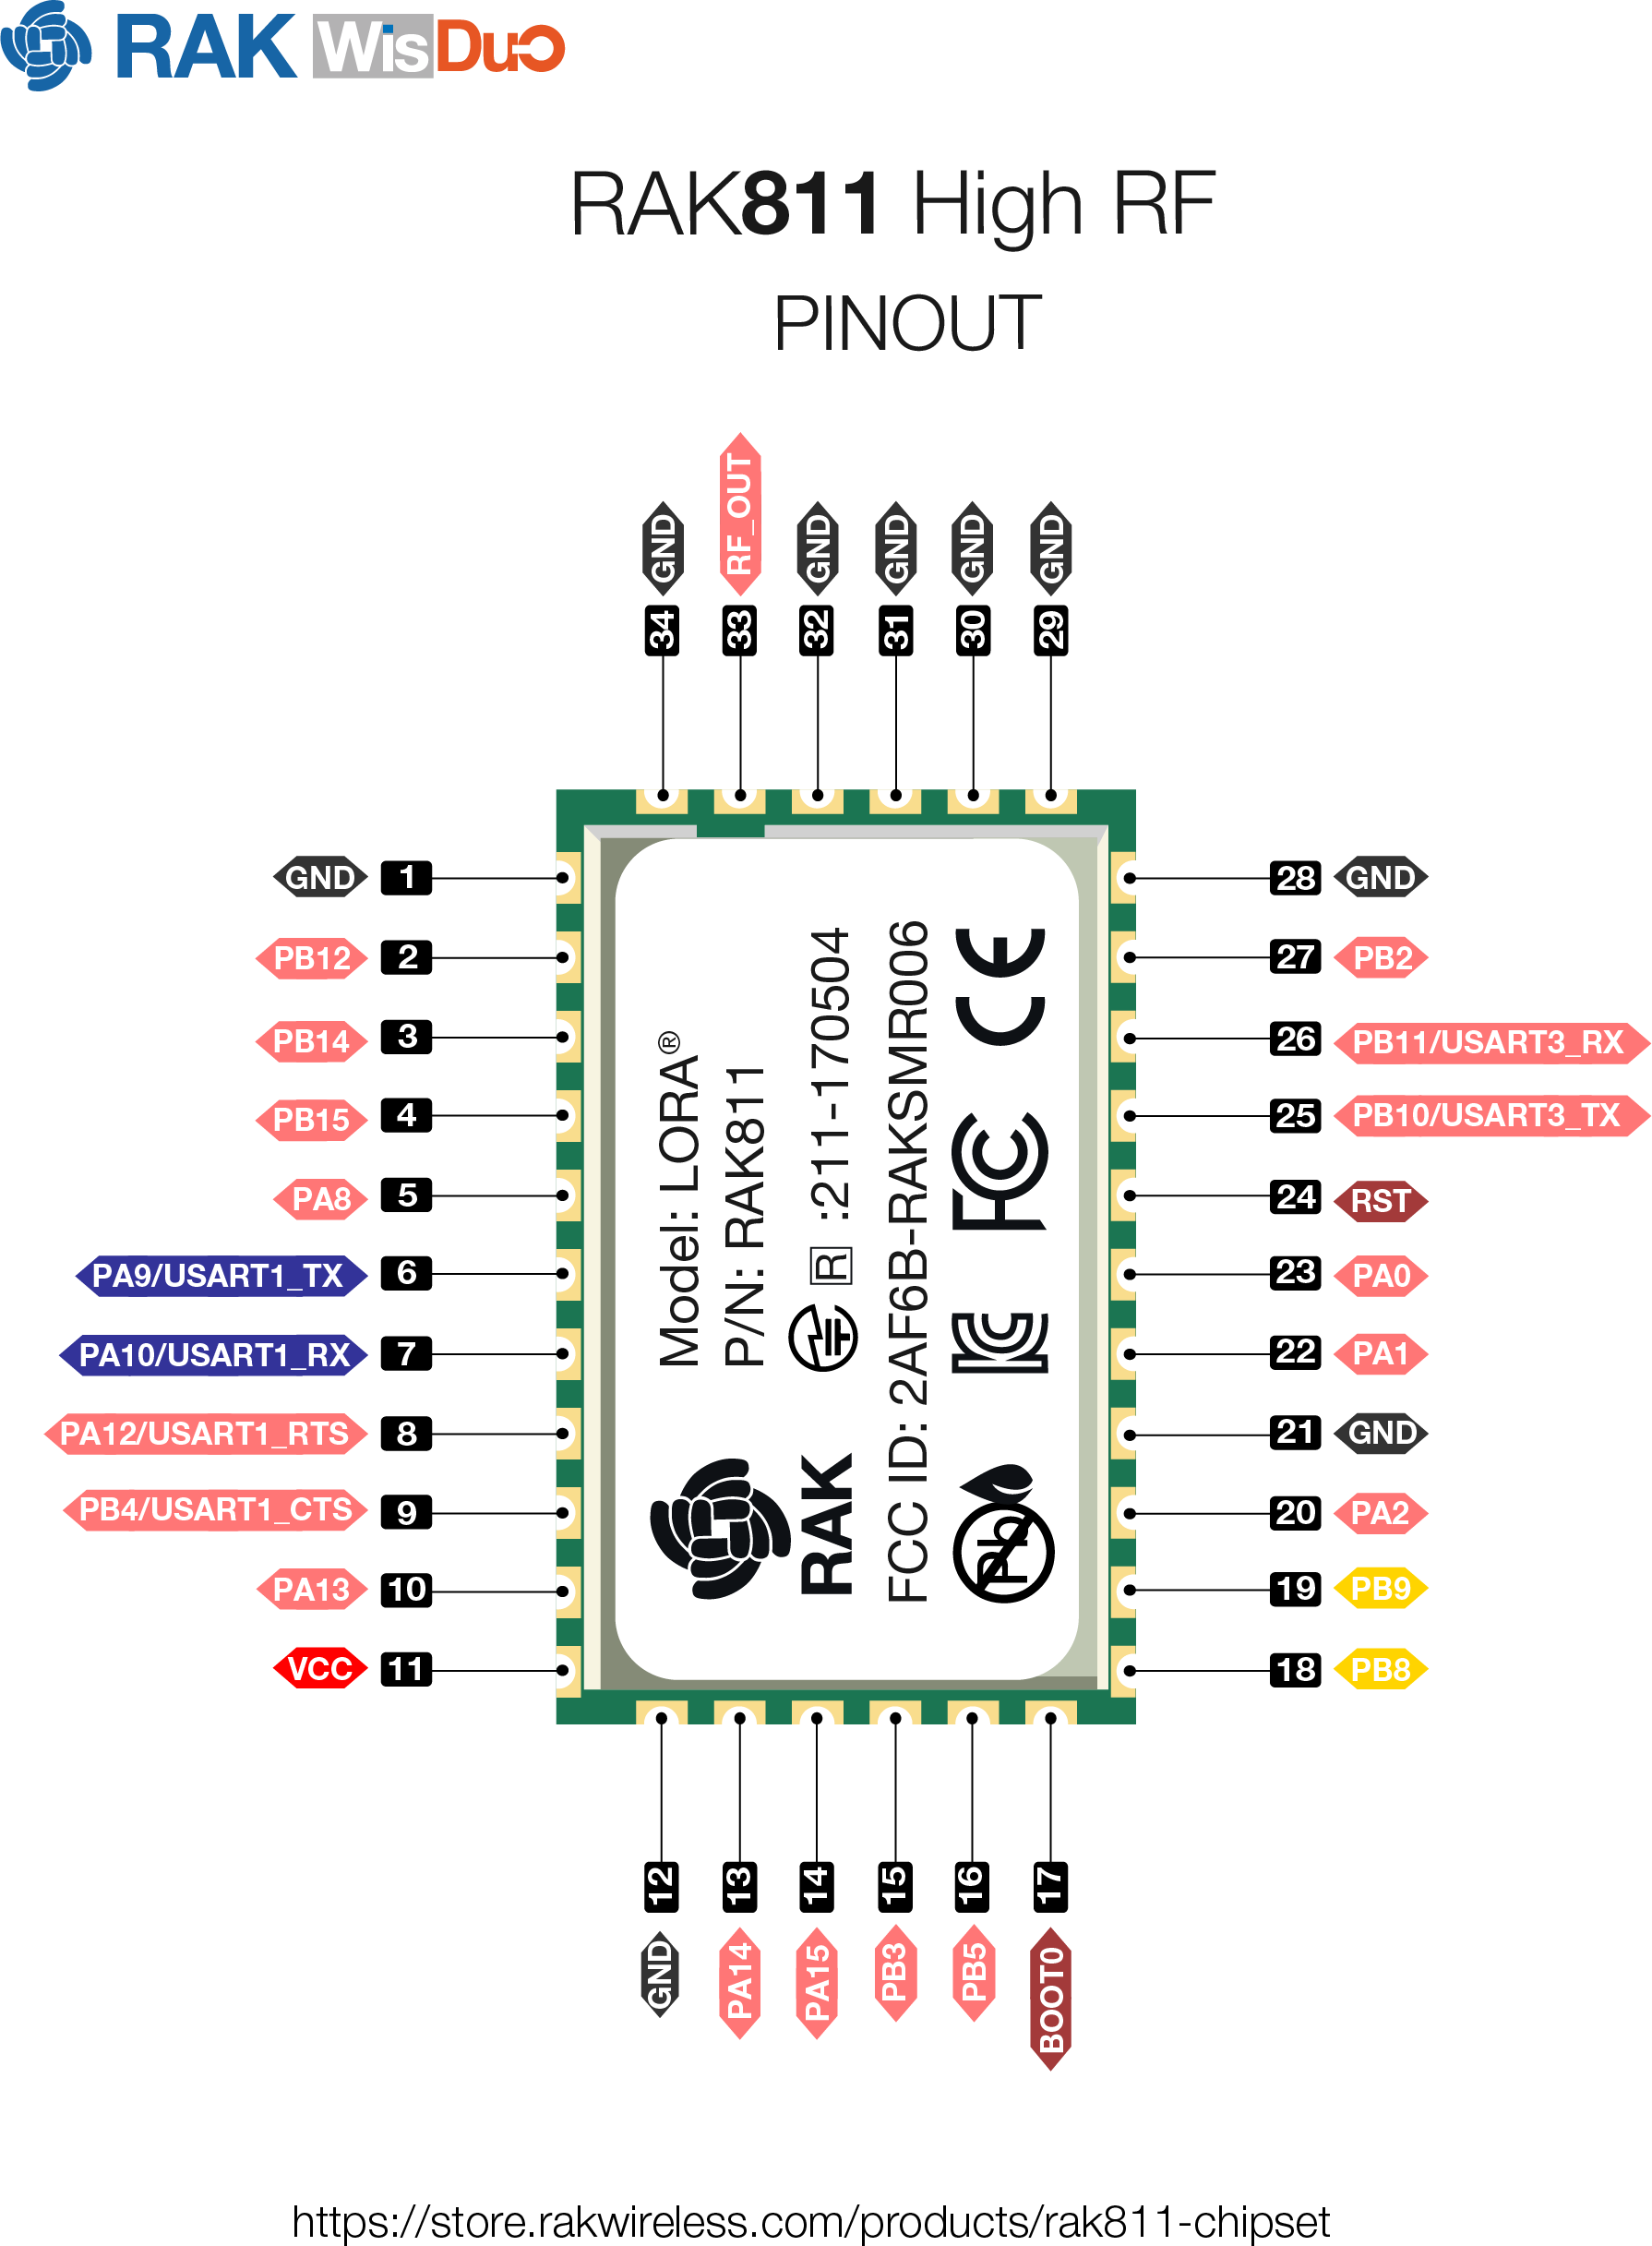 RAK WisDuo
RAK811 High RF
PINOUT
GND 34
RF_OUT 33
GND 32
GND 31
GND 30
GND 29
GND 1
PB12 2
PB14 3
PB15 4
PA8 5
PA9/USART1_TX 6
PA10/USART1_RX 7
PA12/USART1_RTS 8
PB4/USART1_CTS 9
PA13 10
VCC 11
Model: LORA®
P/N: RAK811
R :211-170504
FCC ID: 2AF6B-RAKSMR006
RAK
Pb
FC
CE
28 GND
27 PB2
26 PB11/USART3_RX
25 PB10/USART3_TX
24 RST
23 PA0
22 PA1
21 GND
20 PA2
19 PB9
18 PB8
12 GND
13 PA14
14 PA15
15 PB3
16 PB5
17 BOOT0
https://store.rakwireless.com/products/rak811-chipset